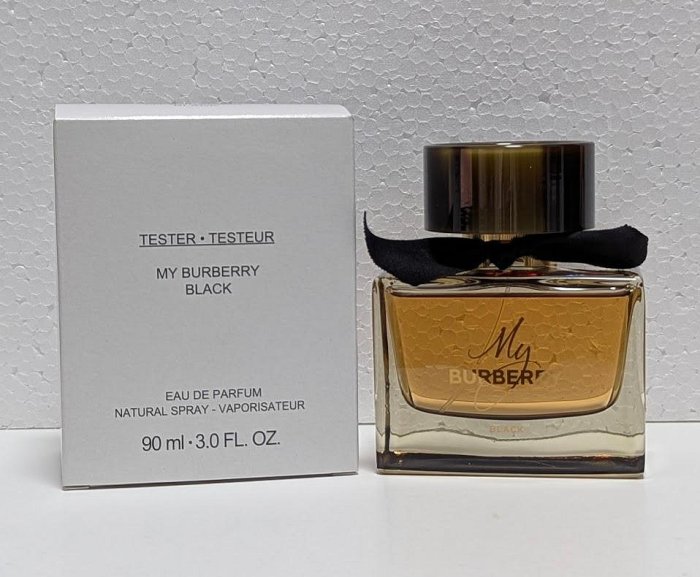 TESTER • TESTEUR
MY BURBERRY
BLACK
EAU DE PARFUM
NATURAL SPRAY - VAPORISATEUR
90 ml • 3.0 FL. OZ.
My
BURBERRY
BLACK